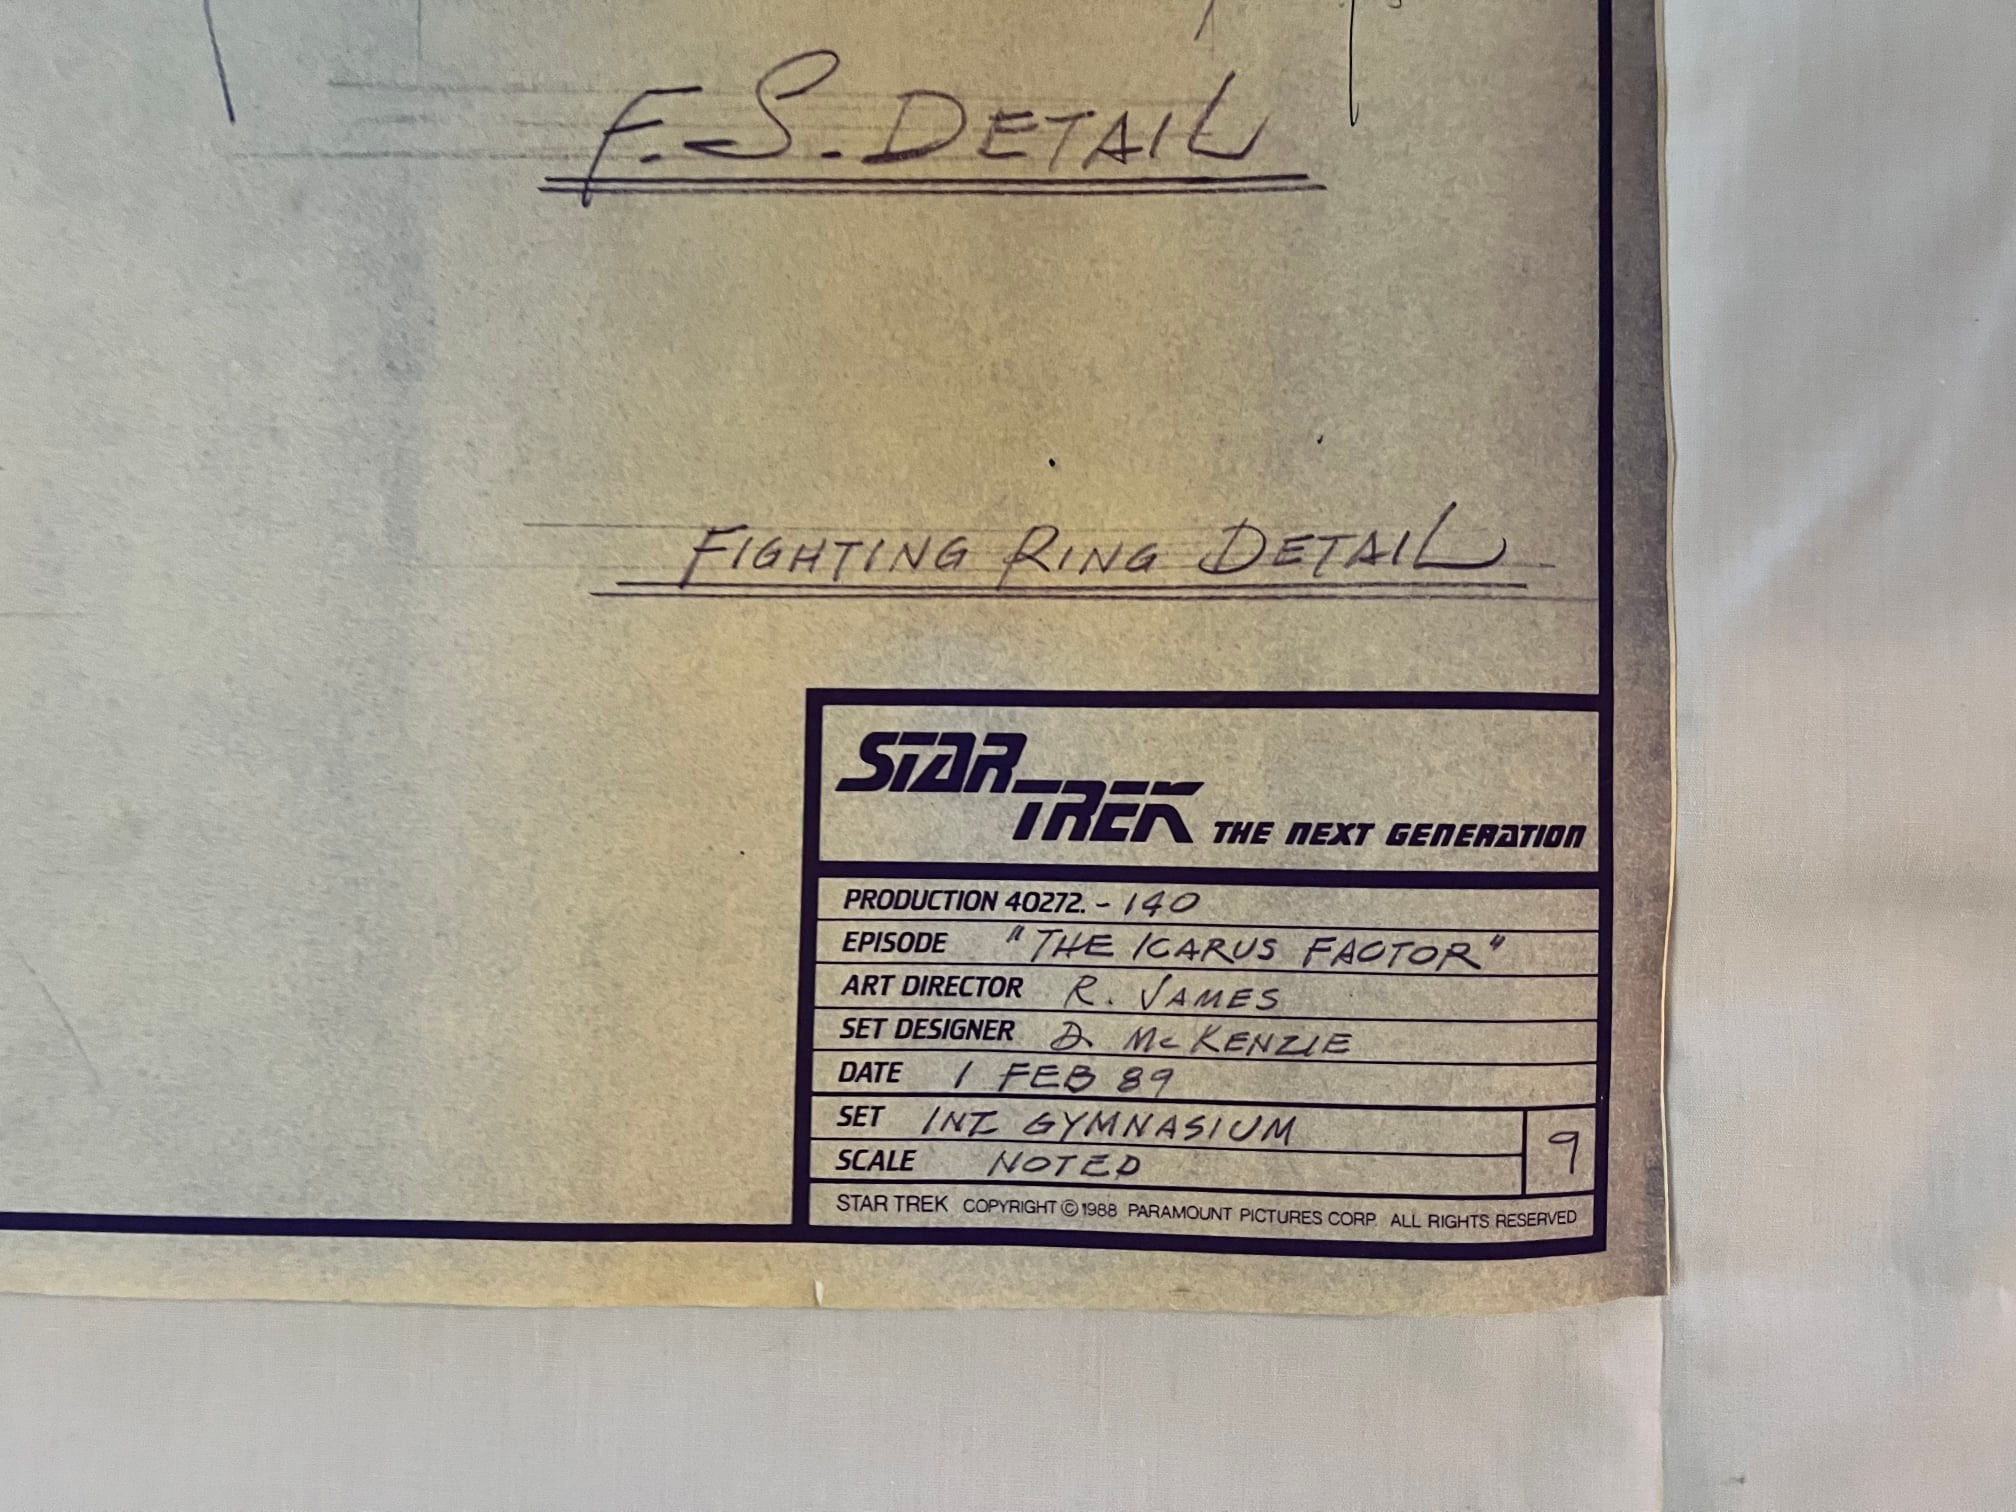 F.S. DETAIL
FIGHTING RING DETAIL
STAR
TREK THE NEXT GENERATION
PRODUCTION 40272. - 140
EPISODE "THE ICARUS FACTOR"
ART DIRECTOR R. JAMES
SET DESIGNER D. McKENZIE
DATE 1 FEB 89
SET INT. GYMNASIUM
9
SCALE NOTED
STAR TREK COPYRIGHT © 1988 PARAMOUNT PICTURES CORP. ALL RIGHTS RESERVED